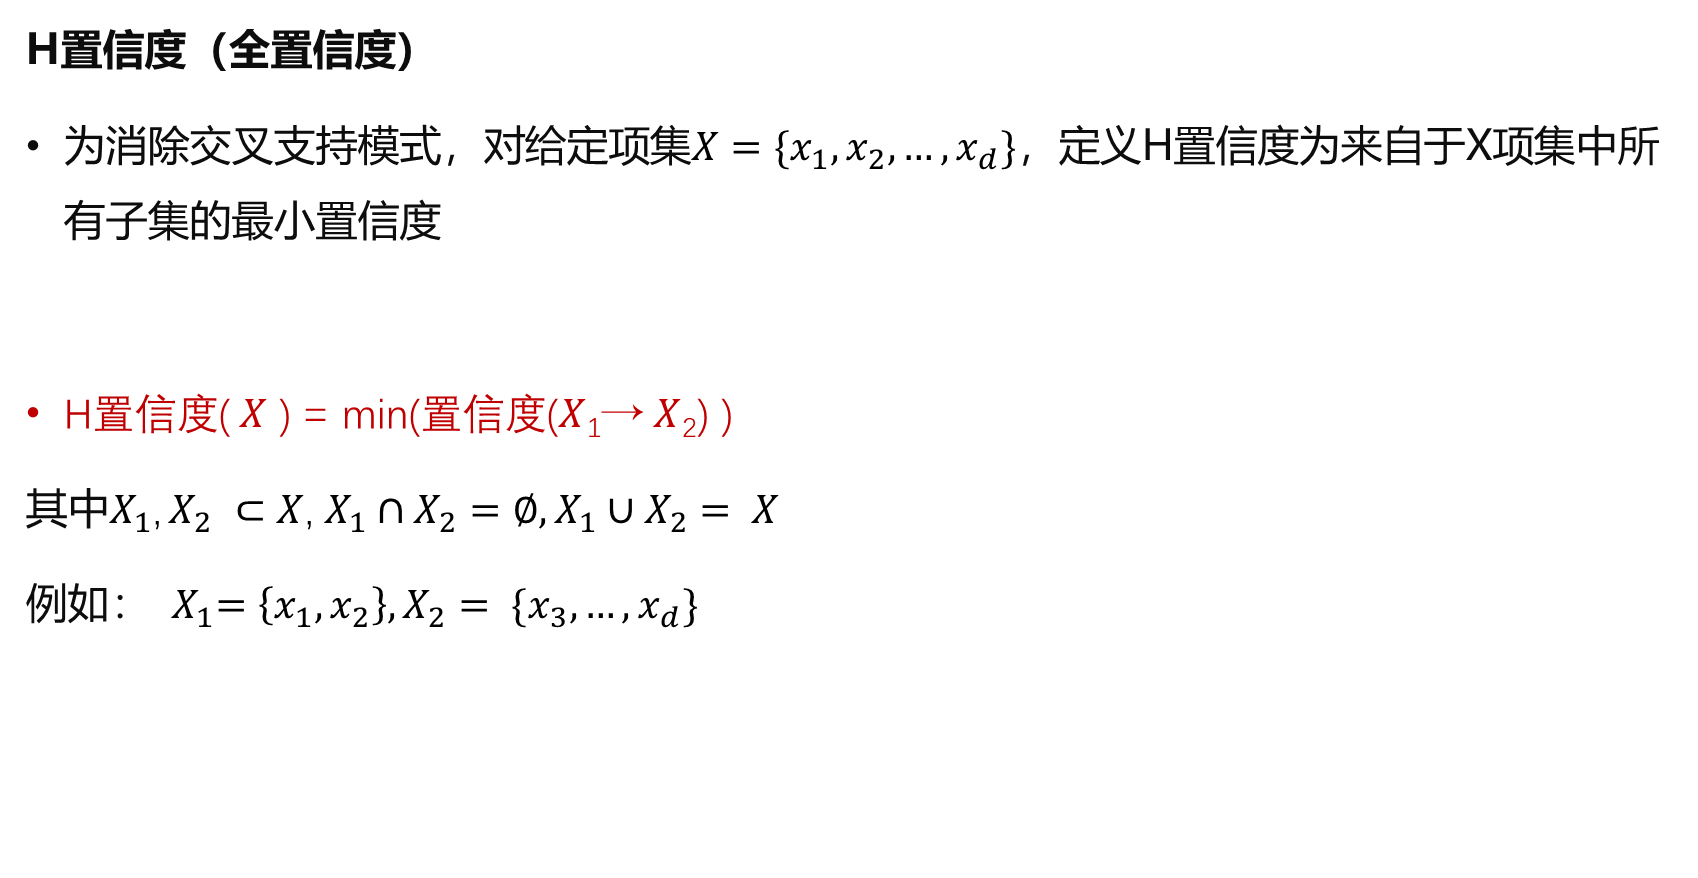 H置信度（全置信度）
• 为消除交叉支持模式，对给定项集X = {x₁, x₂, … , x_d}，定义H置信度为来自于X项集中所
有子集的最小置信度
• H置信度( X ) = min(置信度(X₁→ X₂) )
其中X₁, X₂ ⊂ X, X₁ ∩ X₂ = ∅, X₁ ∪ X₂ = X
例如： X₁= {x₁, x₂}, X₂ = {x₃, … , x_d}